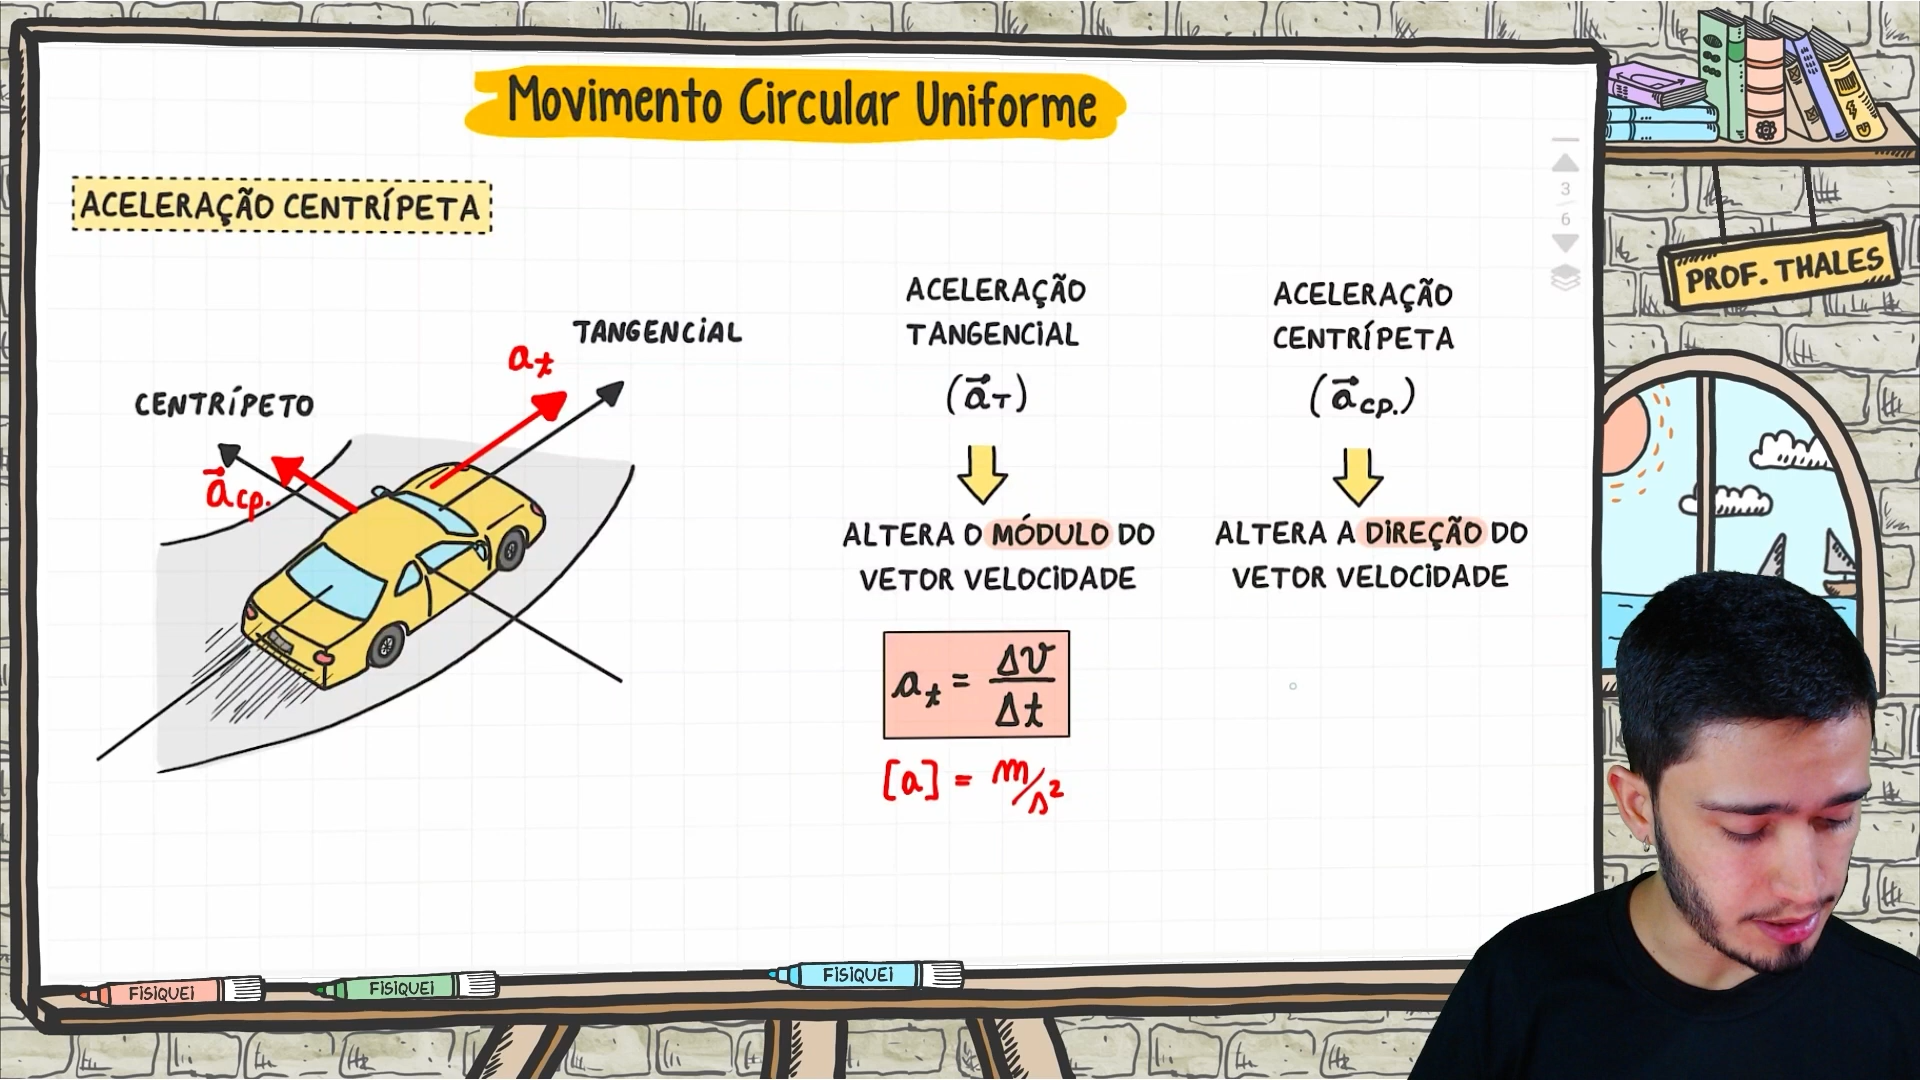 Movimento Circular Uniforme
ACELERAÇÃO CENTRÍPETA
TANGENCIAL
a_t
CENTRÍPETO
a⃗cp.
ACELERAÇÃO
TANGENCIAL
(a⃗T)
ALTERA O MÓDULO DO
VETOR VELOCIDADE
a_t = Δv/Δt
[a] = m/s²
ACELERAÇÃO
CENTRÍPETA
(a⃗cp.)
ALTERA A DIREÇÃO DO
VETOR VELOCIDADE
3
6
PROF. THALES
FISIQUEI
FISIQUEI
FISIQUEI